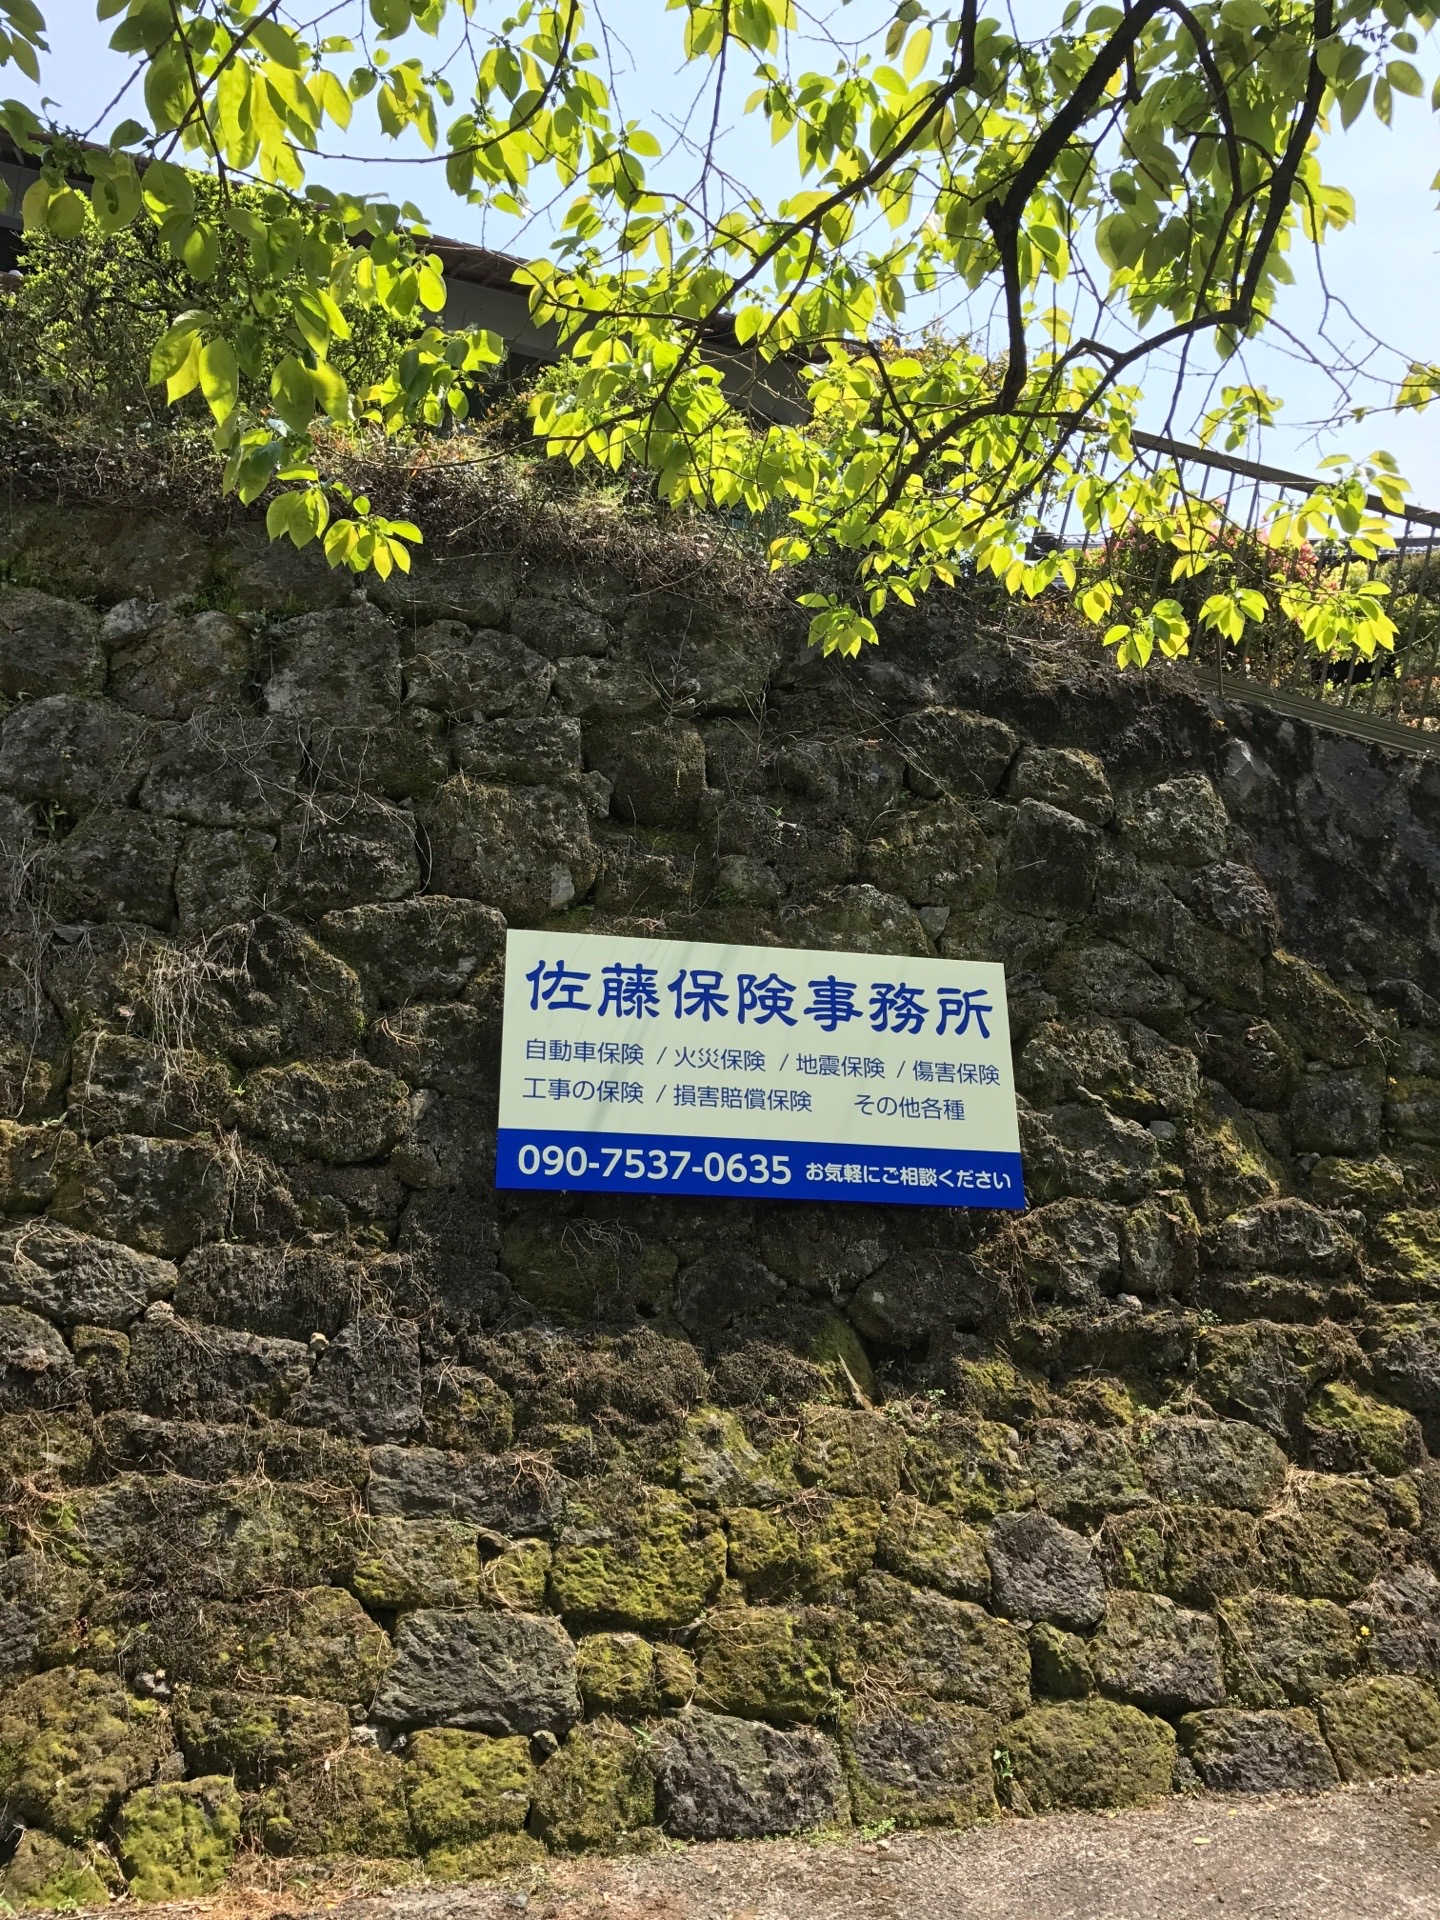 佐藤保険事務所
自動車保険 / 火災保険 / 地震保険 / 傷害保険
工事の保険 / 損害賠償保険 その他各種
090-7537-0635 お気軽にご相談ください